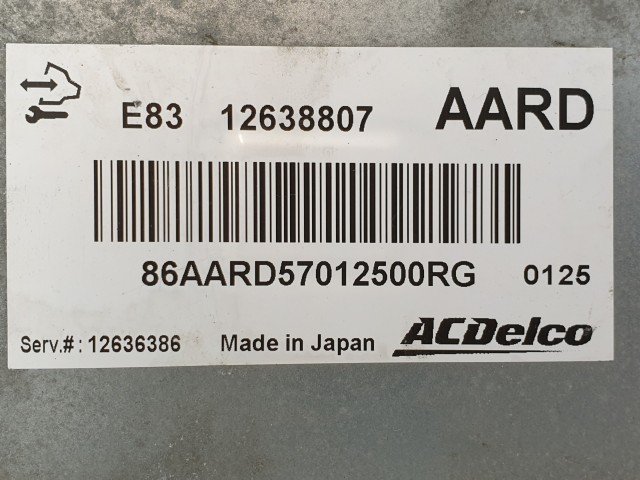 E83 12638807 AARD
86AARD57012500RG 0125
Serv.#: 12636386 Made in Japan ACDelco